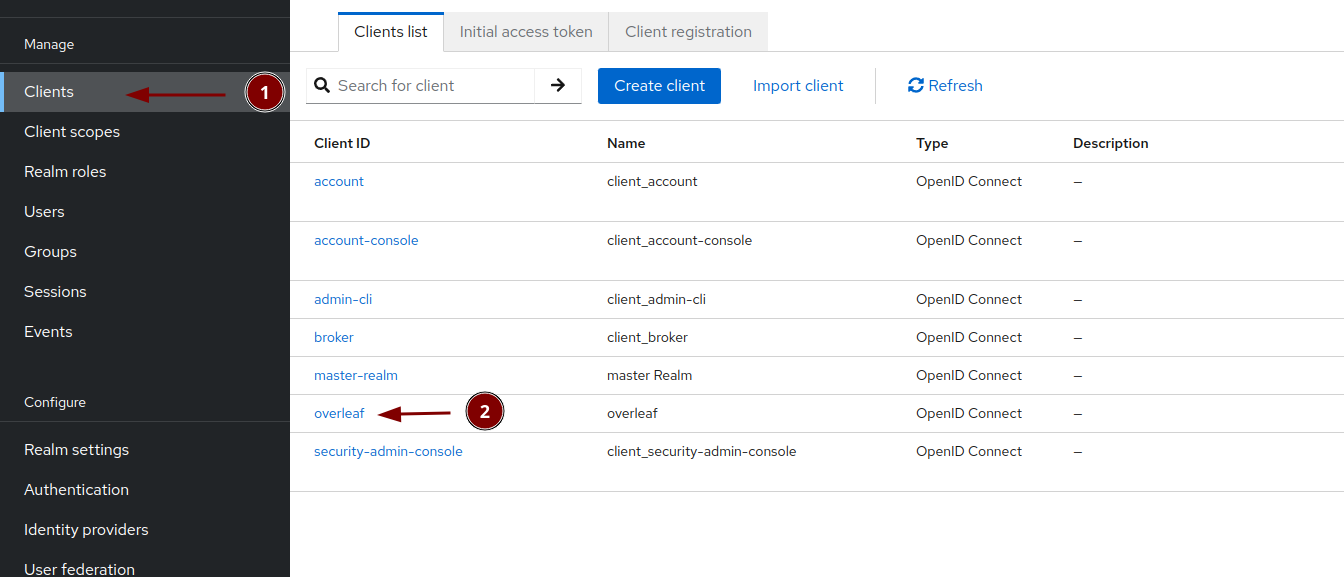 Manage
Clients
1
Client scopes
Realm roles
Users
Groups
Sessions
Events
Configure
Realm settings
Authentication
Identity providers
User federation
Clients list Initial access token Client registration
Search for client Create client Import client Refresh
Client ID Name Type Description
account client_account OpenID Connect –
account-console client_account-console OpenID Connect –
admin-cli client_admin-cli OpenID Connect –
broker client_broker OpenID Connect –
master-realm master Realm OpenID Connect –
overleaf 2 overleaf OpenID Connect –
security-admin-console client_security-admin-console OpenID Connect –